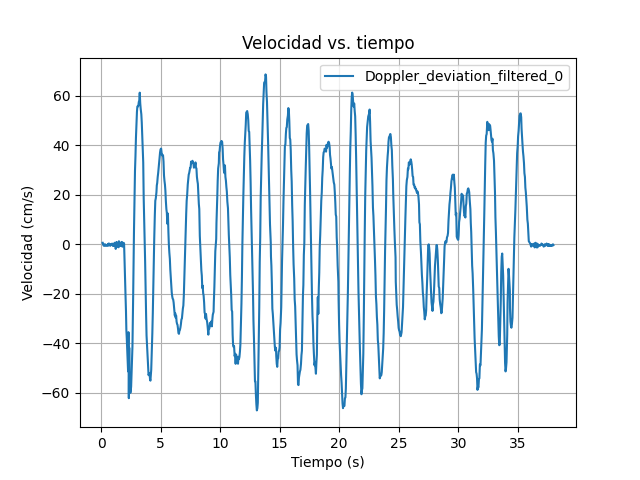 Velocidad vs. tiempo
Doppler_deviation_filtered_0
Velocidad (cm/s)
60
40
20
0
−20
−40
−60
0 5 10 15 20 25 30 35
Tiempo (s)